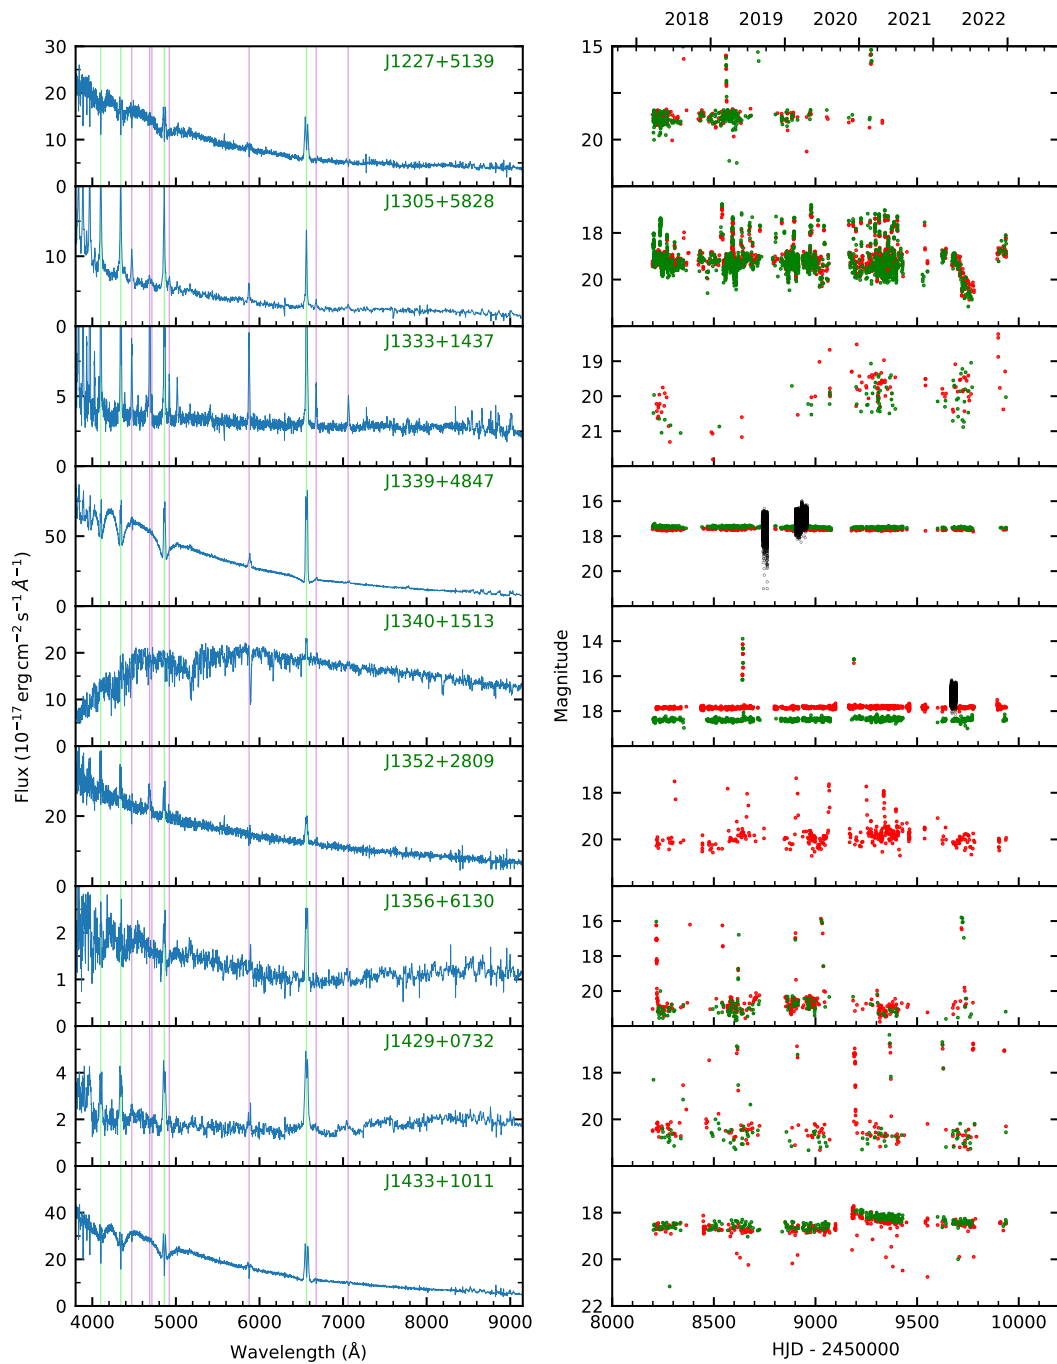 2018 2019 2020 2021 2022
30
20
10
0
J1227+5139
15
20
10
0
J1305+5828
18
20
5
0
J1333+1437
19
20
21
50
0
J1339+4847
16
18
20
20
10
0
J1340+1513
14
16
18
20
0
J1352+2809
18
20
2
1
0
J1356+6130
16
18
20
4
2
0
J1429+0732
18
20
40
20
0
J1433+1011
18
20
22
4000 5000 6000 7000 8000 9000
8000 8500 9000 9500 10000
Wavelength (Å)
HJD - 2450000
Flux (10⁻¹⁷ erg cm⁻² s⁻¹ Å⁻¹)
Magnitude